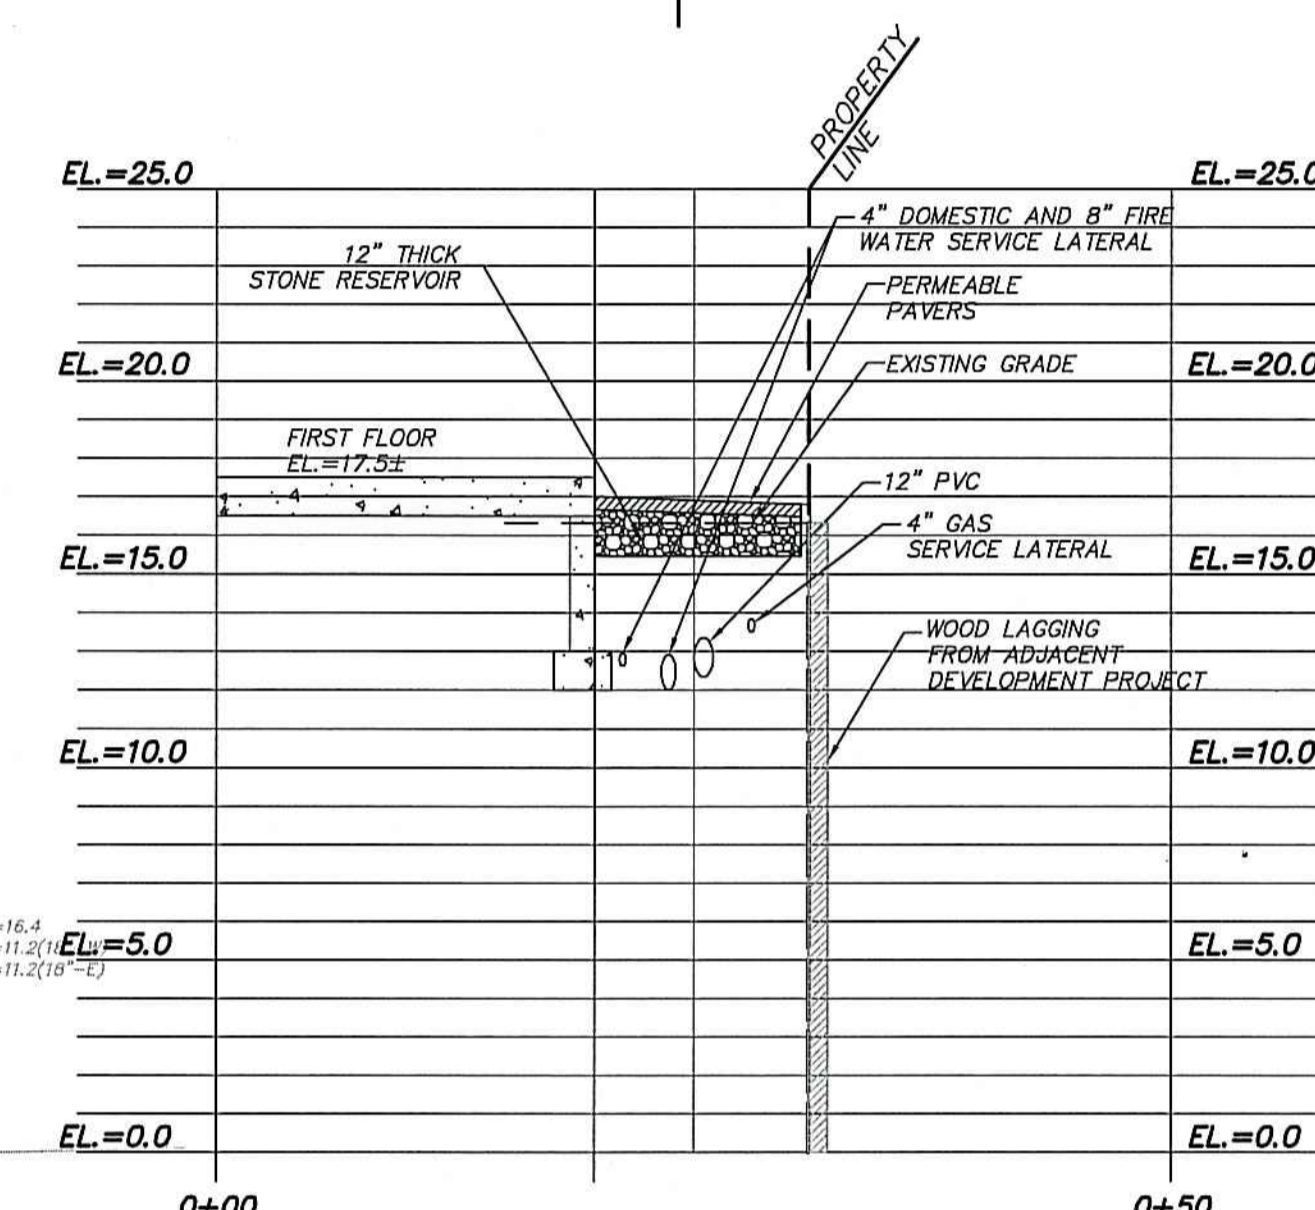 PROPERTY
LINE
EL.=25.0
EL.=25.0
4" DOMESTIC AND 8" FIRE
WATER SERVICE LATERAL
12" THICK
STONE RESERVOIR
PERMEABLE
PAVERS
EL.=20.0
EXISTING GRADE
EL.=20.0
FIRST FLOOR
EL.=17.5±
12" PVC
4" GAS
SERVICE LATERAL
EL.=15.0
EL.=15.0
WOOD LAGGING
FROM ADJACENT
DEVELOPMENT PROJECT
EL.=10.0
EL.=10.0
=16.4
EL.=5.0
EL.=5.0
=11.2(18"-E)
EL.=0.0
EL.=0.0
0+00
0+50